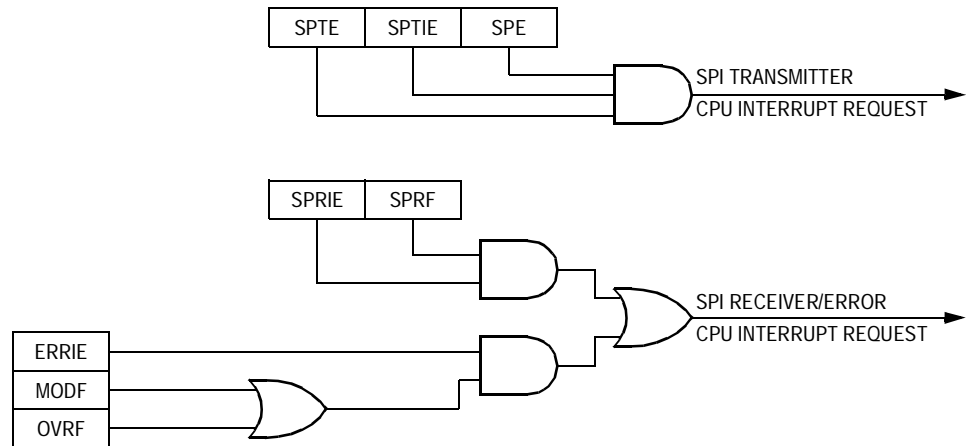 SPTE SPTIE SPE
SPI TRANSMITTER
CPU INTERRUPT REQUEST
SPRIE SPRF
SPI RECEIVER/ERROR
CPU INTERRUPT REQUEST
ERRIE
MODF
OVRF